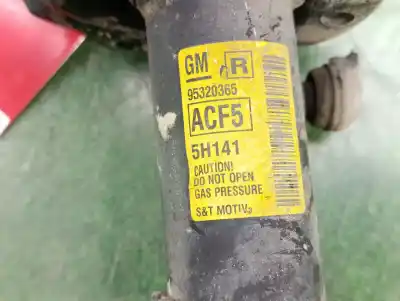 GM R
95320365
ACF5
5H141
CAUTION!
DO NOT OPEN
GAS PRESSURE
S&T MOTIV